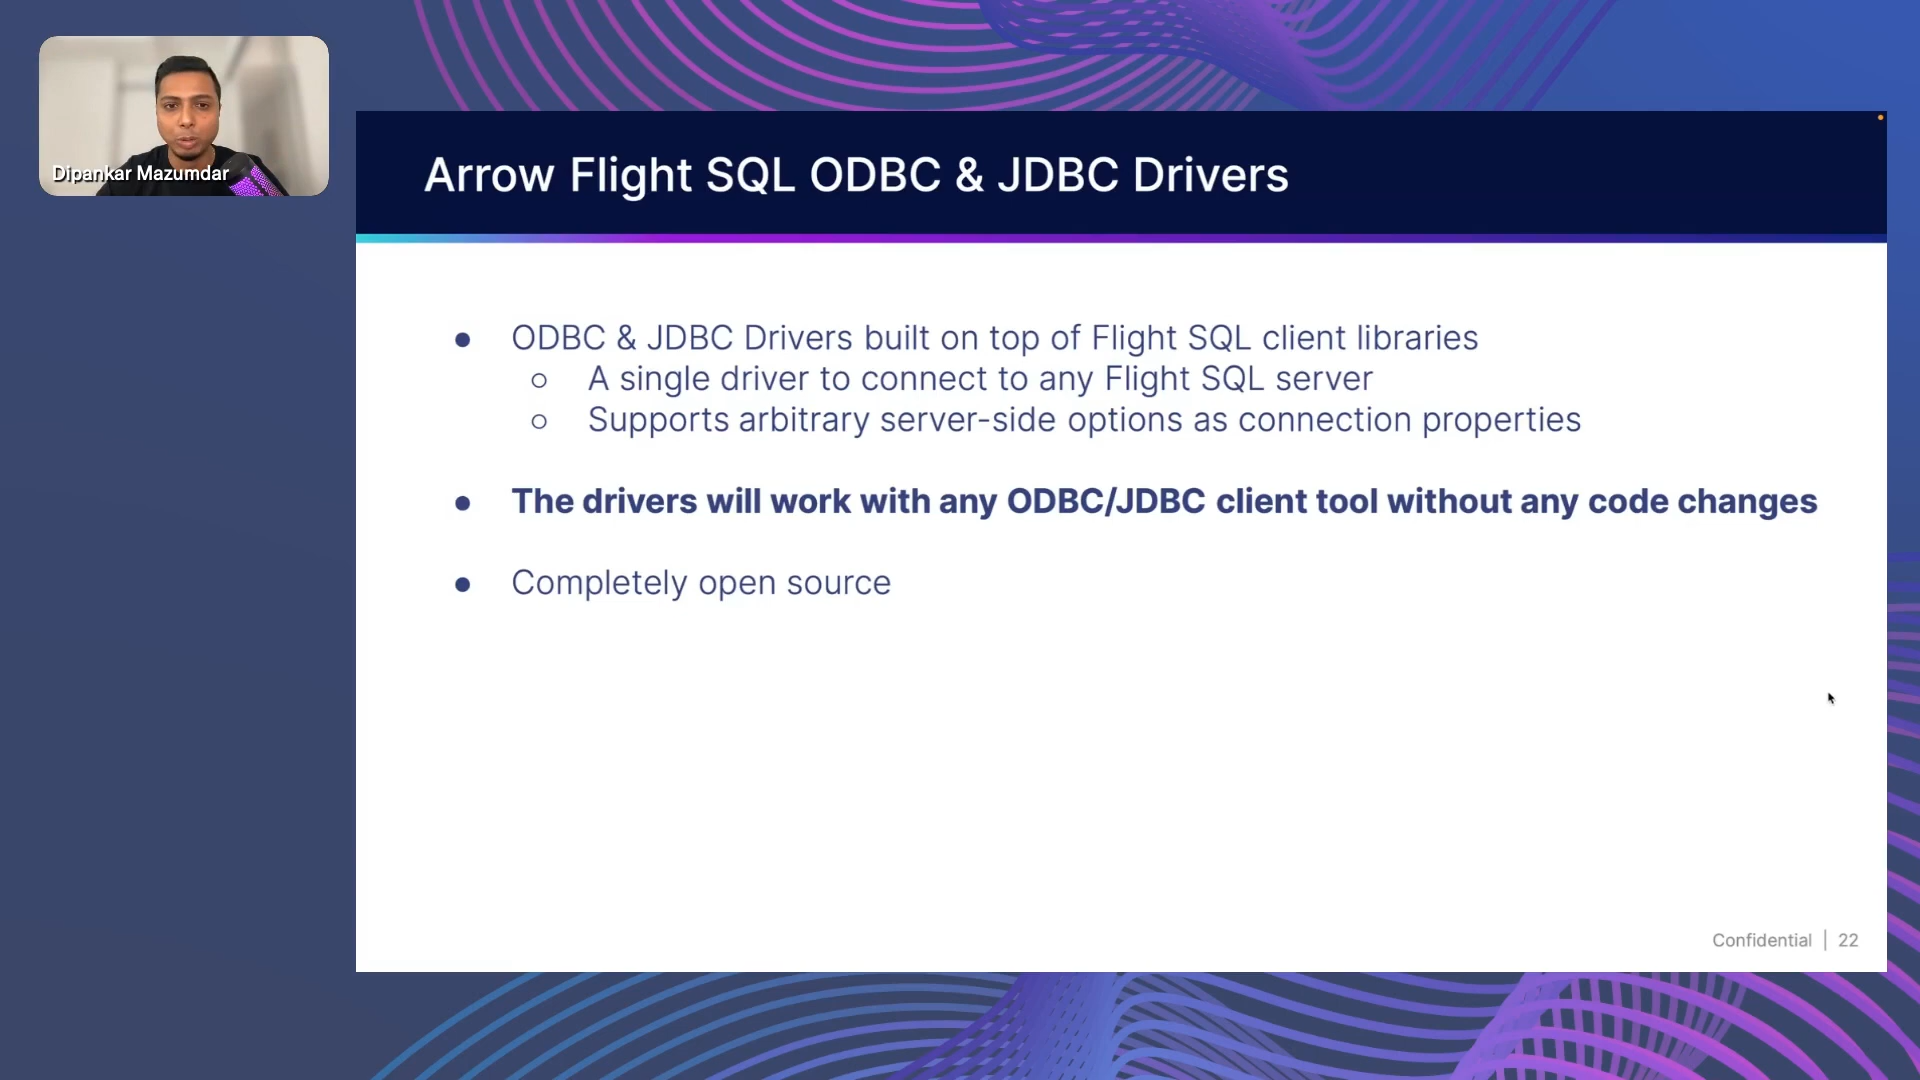 Dipankar Mazumdar
Arrow Flight SQL ODBC & JDBC Drivers
● ODBC & JDBC Drivers built on top of Flight SQL client libraries
○ A single driver to connect to any Flight SQL server
○ Supports arbitrary server-side options as connection properties
● The drivers will work with any ODBC/JDBC client tool without any code changes
● Completely open source
Confidential | 22